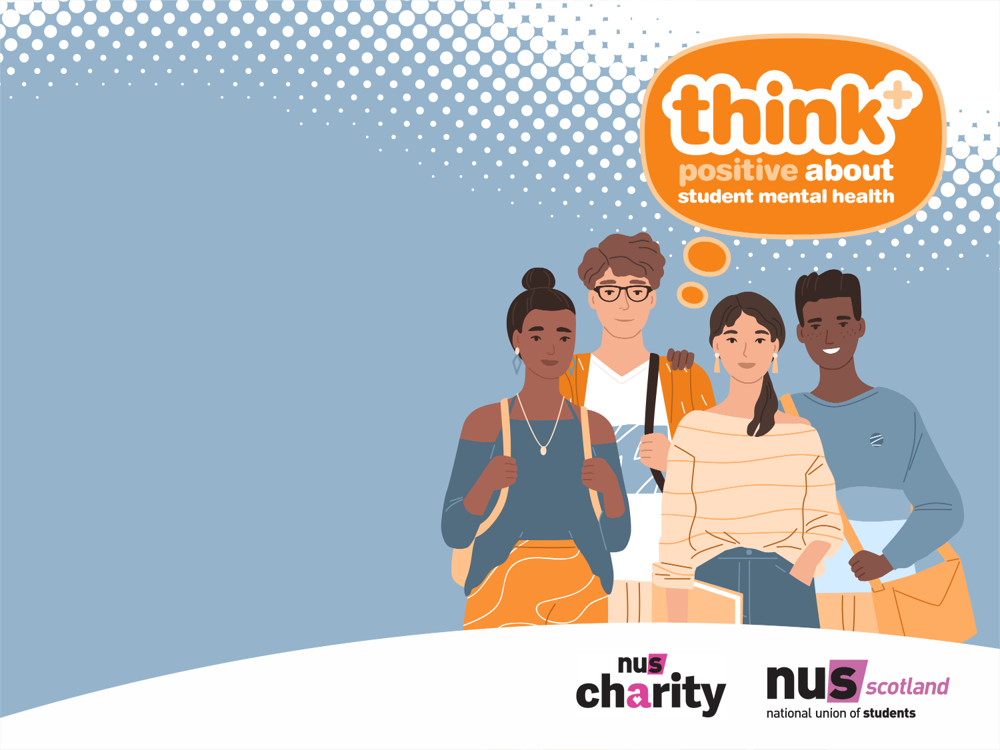 think+
positive about
student mental health
nus
charity
nus scotland
national union of students